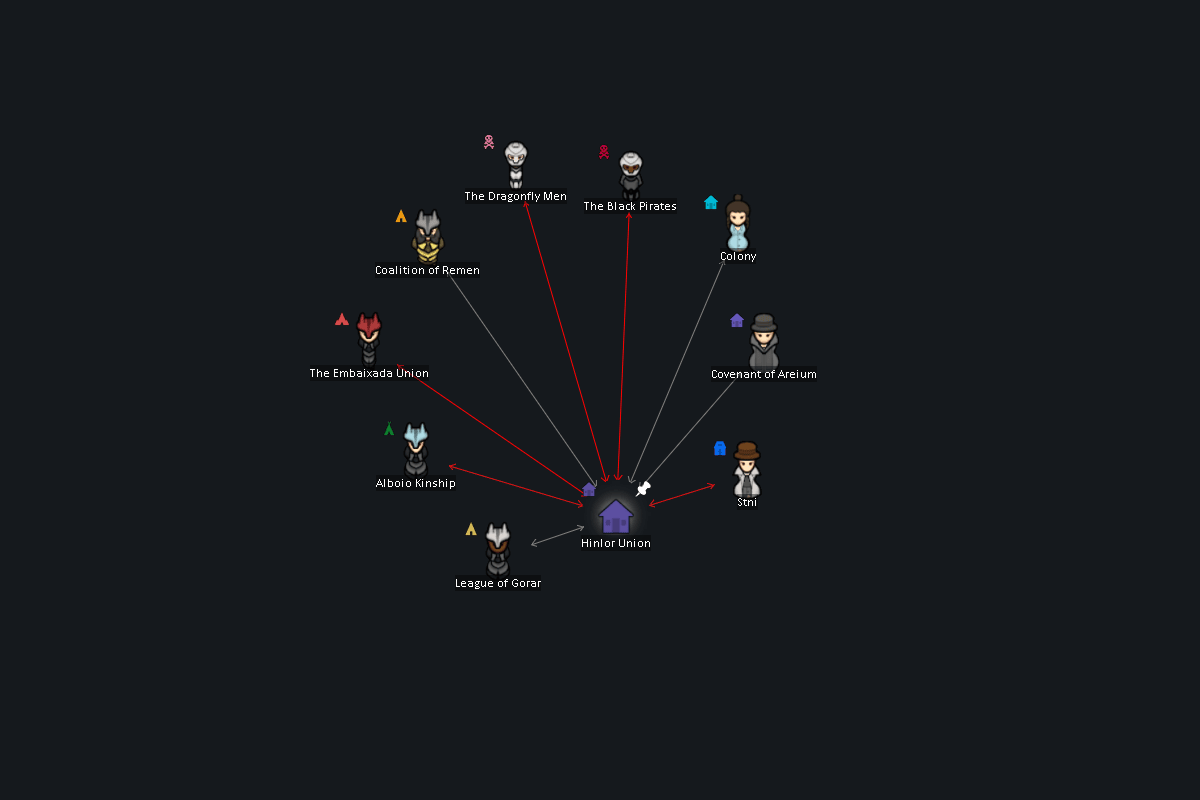 The Dragonfly Men
The Black Pirates
Colony
Coalition of Remen
The Embaixada Union
Covenant of Areium
Alboio Kinship
Stni
Hinlor Union
League of Gorar